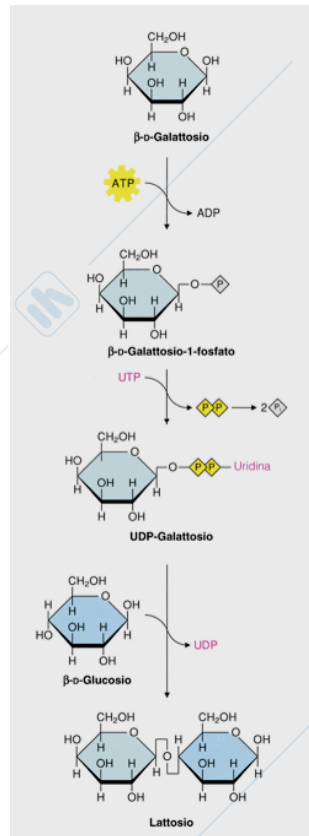 CH₂OH
HO
O
OH
H
H
OH
H
H
H
H
OH
β-D-Galattosio
ATP
ADP
CH₂OH
H
O
HO
O
P
OH
H
H
H
H
OH
β-D-Galattosio-1-fosfato
UTP
P P
2 Pi
CH₂OH
O
HO
O
P P
Uridina
OH
H
H
H
H
OH
UDP-Galattosio
CH₂OH
H
H
O
OH
OH
H
HO
H
H
OH
UDP
β-D-Glucosio
CH₂OH
CH₂OH
HO
O
H
O
OH
OH
H
H
O
OH
H
H
H
H
OH
H
OH
Lattosio